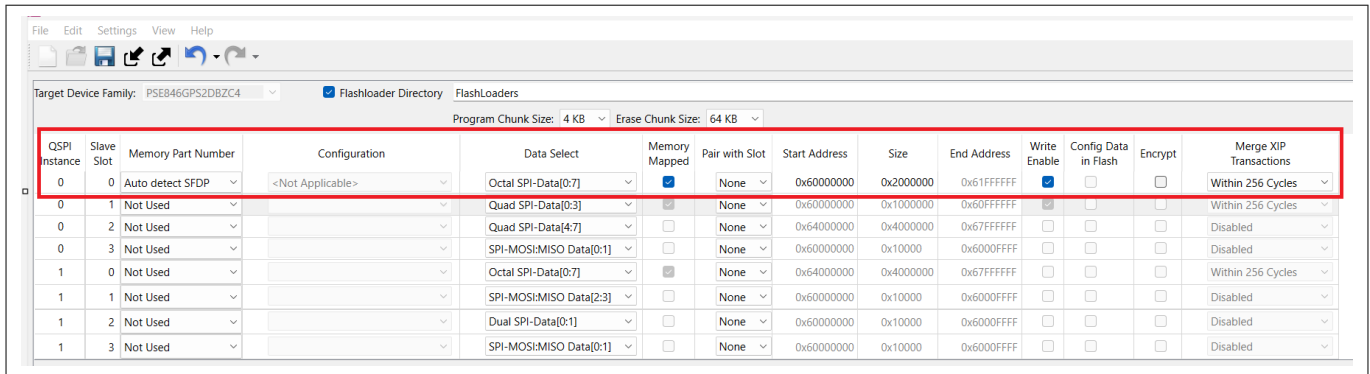 File Edit Settings View Help
Target Device Family: PSE846GPS2DBZC4 Flashloader Directory FlashLoaders
Program Chunk Size: 4 KB Erase Chunk Size: 64 KB
QSPI Instance Slave Slot Memory Part Number Configuration Data Select Memory Mapped Pair with Slot Start Address Size End Address Write Enable Config Data in Flash Encrypt Merge XIP Transactions
0 0 Auto detect SFDP <Not Applicable> Octal SPI-Data[0:7] None 0x60000000 0x2000000 0x61FFFFFF Within 256 Cycles
0 1 Not Used Quad SPI-Data[0:3] None 0x60000000 0x1000000 0x60FFFFFF Within 256 Cycles
0 2 Not Used Quad SPI-Data[4:7] None 0x64000000 0x4000000 0x67FFFFFF Disabled
0 3 Not Used SPI-MOSI:MISO Data[0:1] None 0x60000000 0x10000 0x6000FFFF Disabled
1 0 Not Used Octal SPI-Data[0:7] None 0x64000000 0x4000000 0x67FFFFFF Within 256 Cycles
1 1 Not Used SPI-MOSI:MISO Data[2:3] None 0x60000000 0x10000 0x6000FFFF Disabled
1 2 Not Used Dual SPI-Data[0:1] None 0x60000000 0x10000 0x6000FFFF Disabled
1 3 Not Used SPI-MOSI:MISO Data[0:1] None 0x60000000 0x10000 0x6000FFFF Disabled